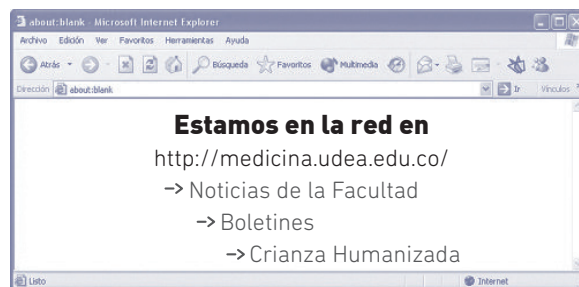 about:blank - Microsoft Internet Explorer
Archivo Edición Ver Favoritos Herramientas Ayuda
Atrás Búsqueda Favoritos Multimedia
Dirección about:blank Ir Vínculos
Estamos en la red en
http://medicina.udea.edu.co/
-> Noticias de la Facultad
-> Boletines
-> Crianza Humanizada
Listo Internet